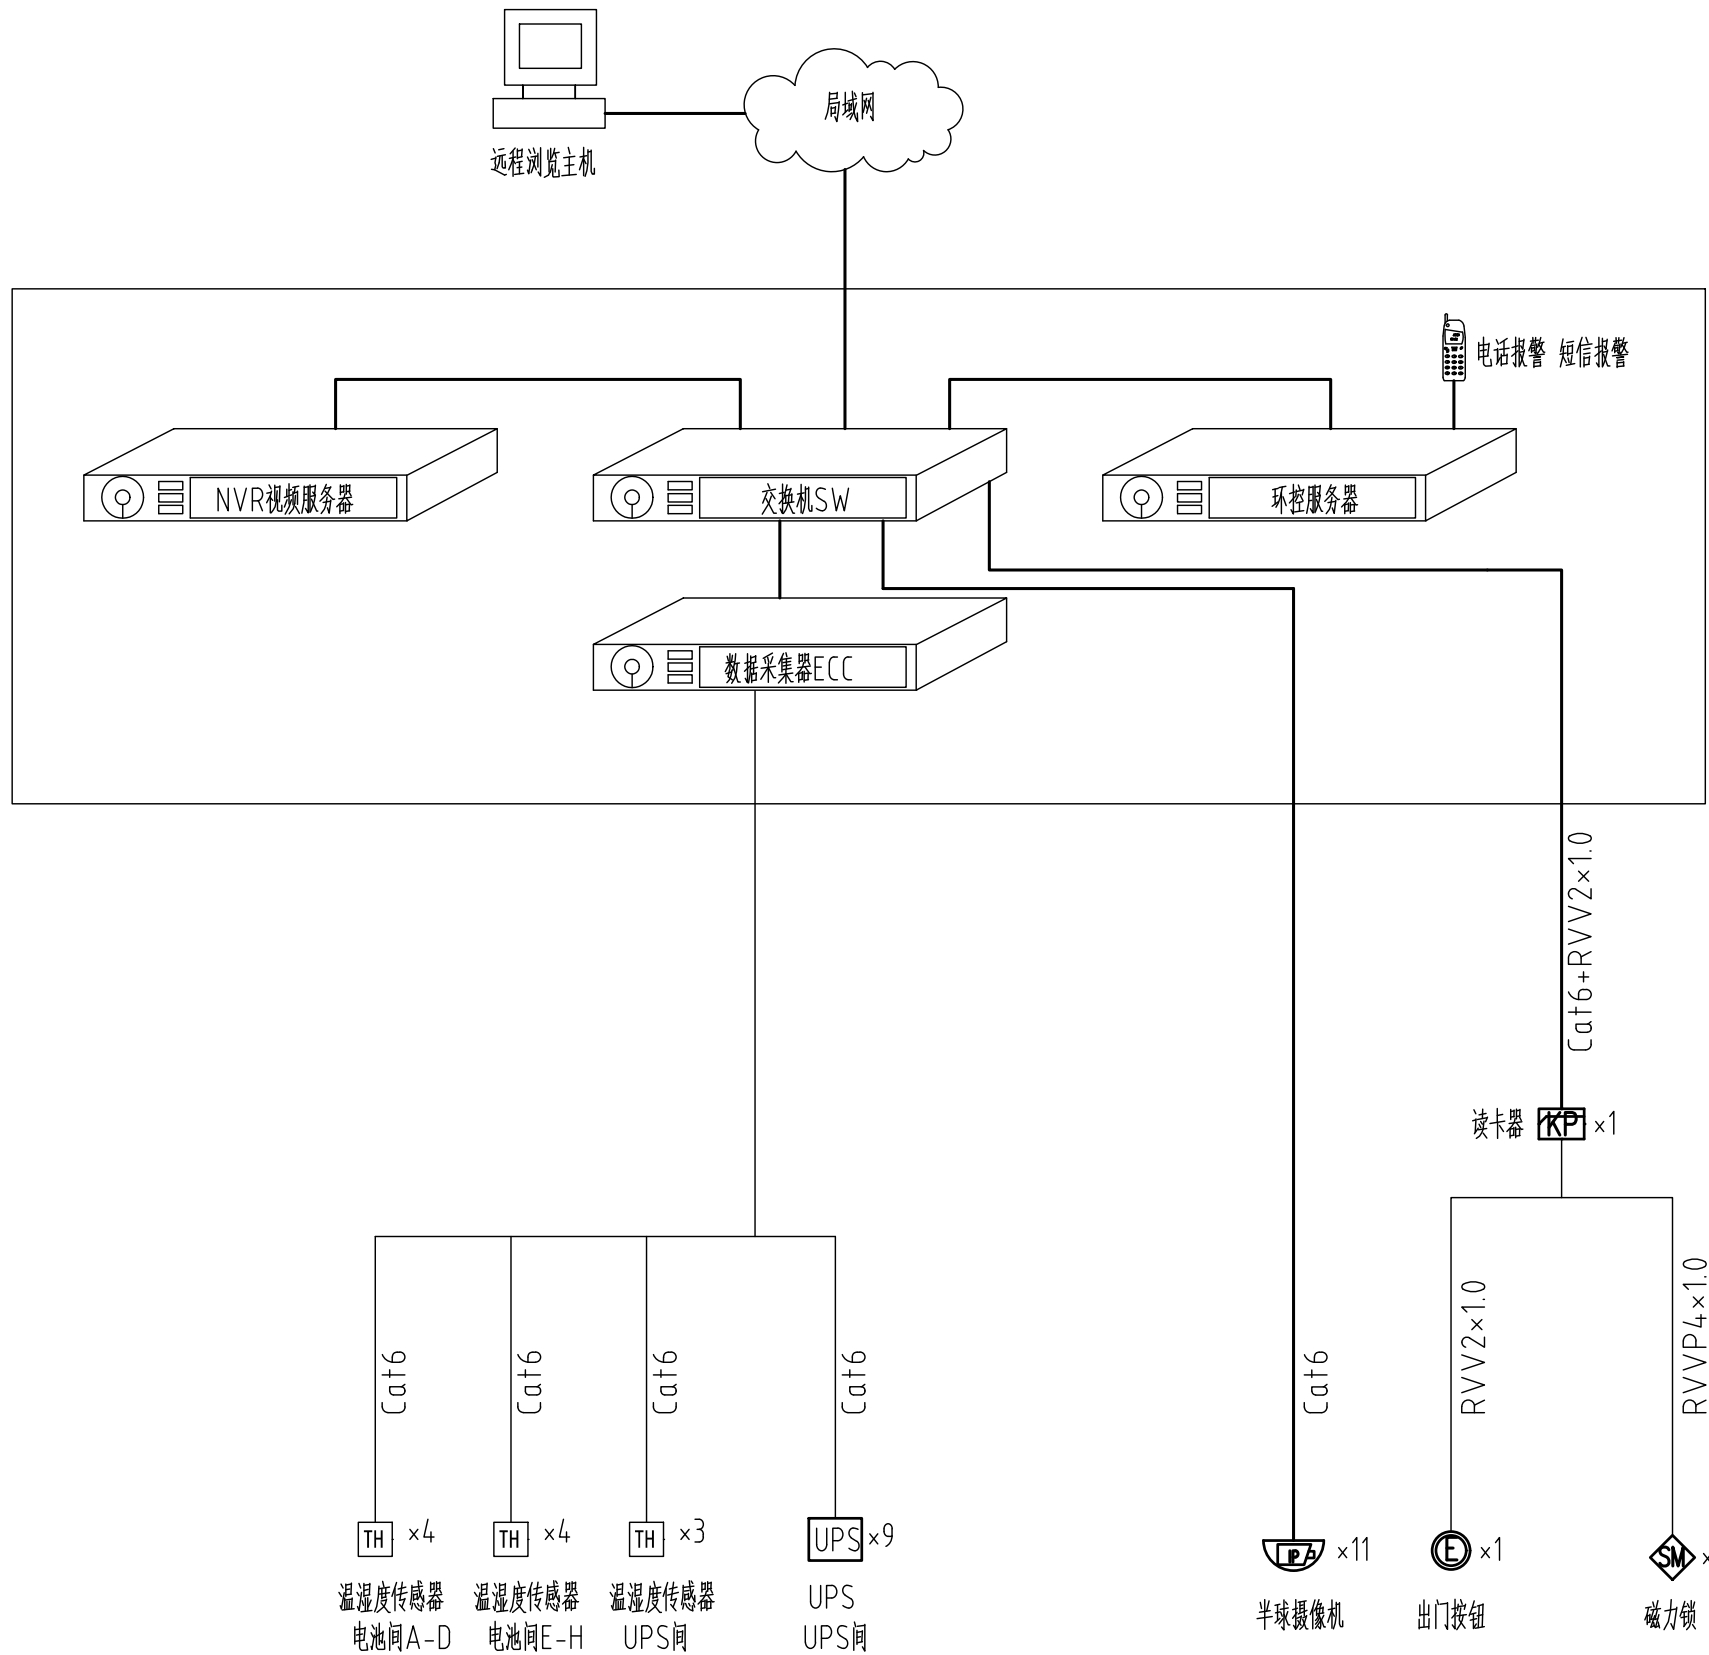 局域网
远程浏览主机
电话报警 短信报警
NVR视频服务器
交换机SW
环控服务器
数据采集器ECC
Cat6+RVV2×1.0
读卡器 KP ×1
Cat6
Cat6
Cat6
Cat6
Cat6
RVV2×1.0
RVVP4×1.0
TH ×4
TH ×4
TH ×3
UPS ×9
IP ×11
E ×1
SM
温湿度传感器
电池间A-D
温湿度传感器
电池间E-H
温湿度传感器
UPS间
UPS
UPS间
半球摄像机
出门按钮
磁力锁